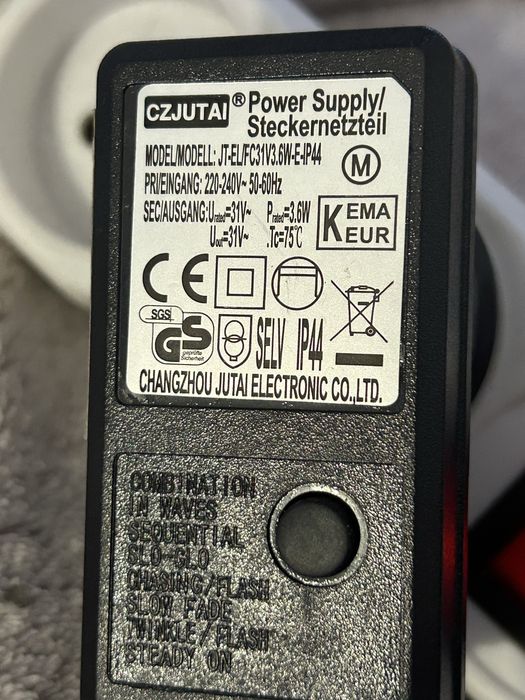 CZJUTAI ® Power Supply/
Steckernetzteil
MODEL/MODELL: JT-EL/FC31V3.6W-E-IP44
M
PRI/EINGANG: 220-240V~ 50-60Hz
SEC/AUSGANG:Urated=31V~ Prated=3.6W
Uout=31V~ .Tc=75℃
KEMA
KEUR
CE
SGS
GS
geprüfte
Sicherheit
SELV IP44
CHANGZHOU JUTAI ELECTRONIC CO.,LTD.
COMBINATION
IN WAVES
SEQUENTIAL
SLO-GLO
CHASING/FLASH
SLOW FADE
TWINKLE/FLASH
STEADY ON